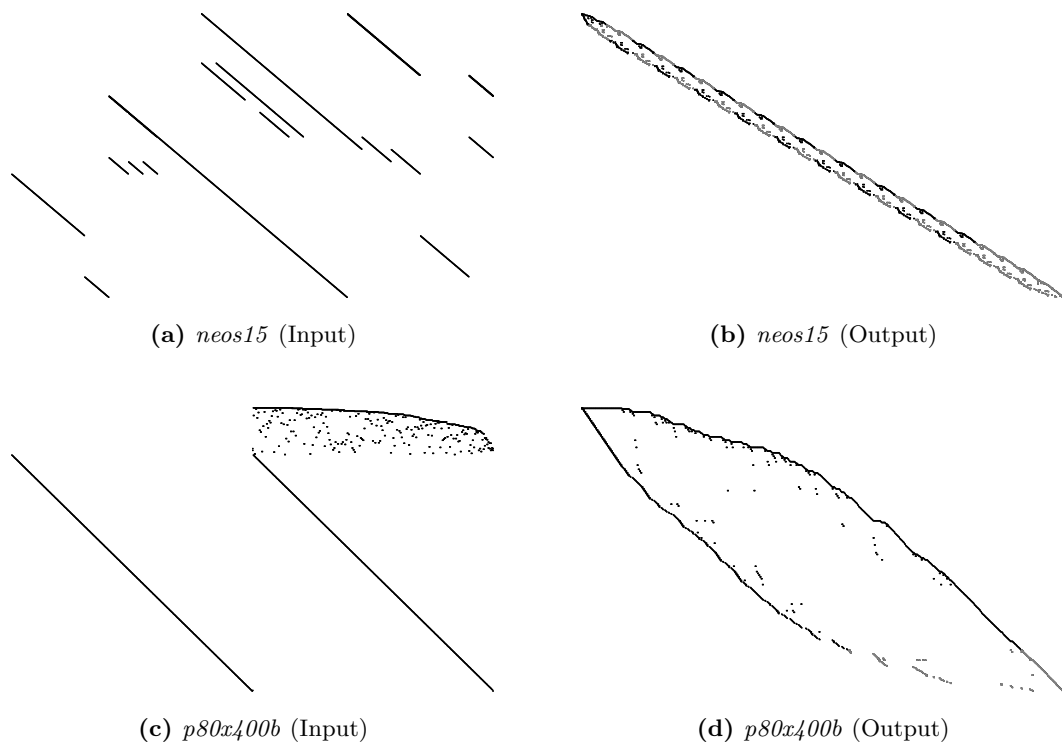 (a) neos15 (Input)
(b) neos15 (Output)
(c) p80x400b (Input)
(d) p80x400b (Output)